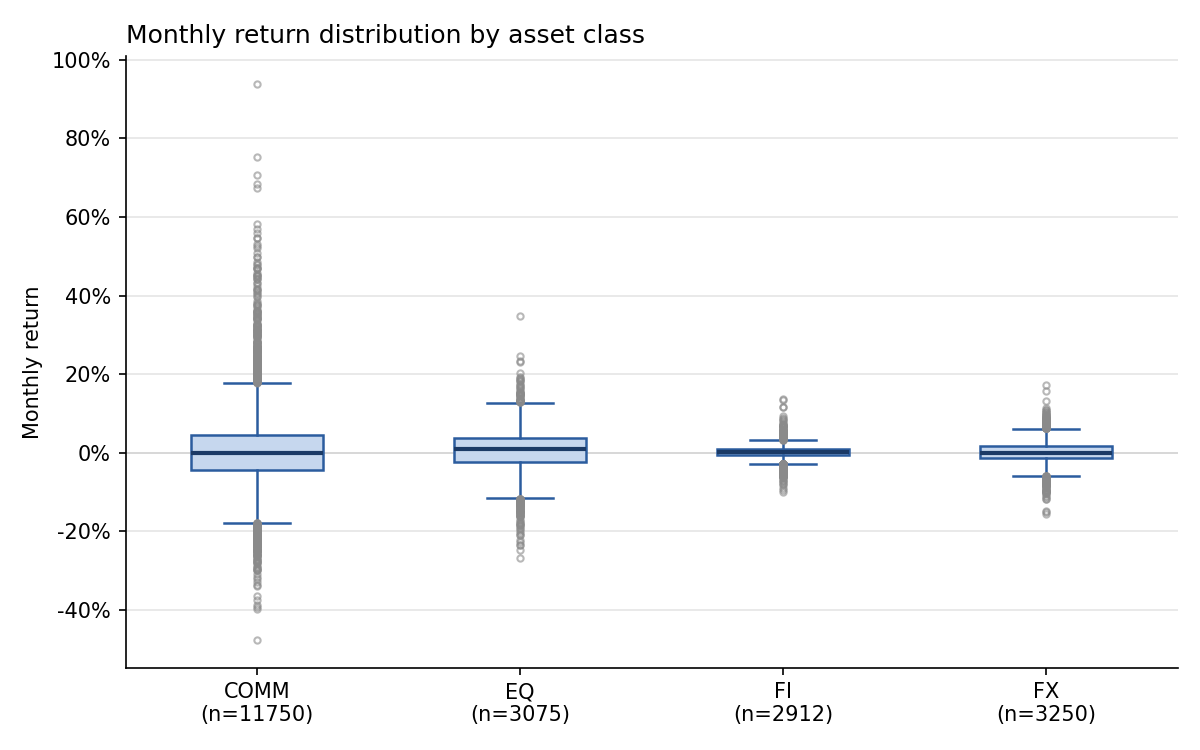 Monthly return distribution by asset class
Monthly return
100%
80%
60%
40%
20%
0%
-20%
-40%
COMM
(n=11750)
EQ
(n=3075)
FI
(n=2912)
FX
(n=3250)